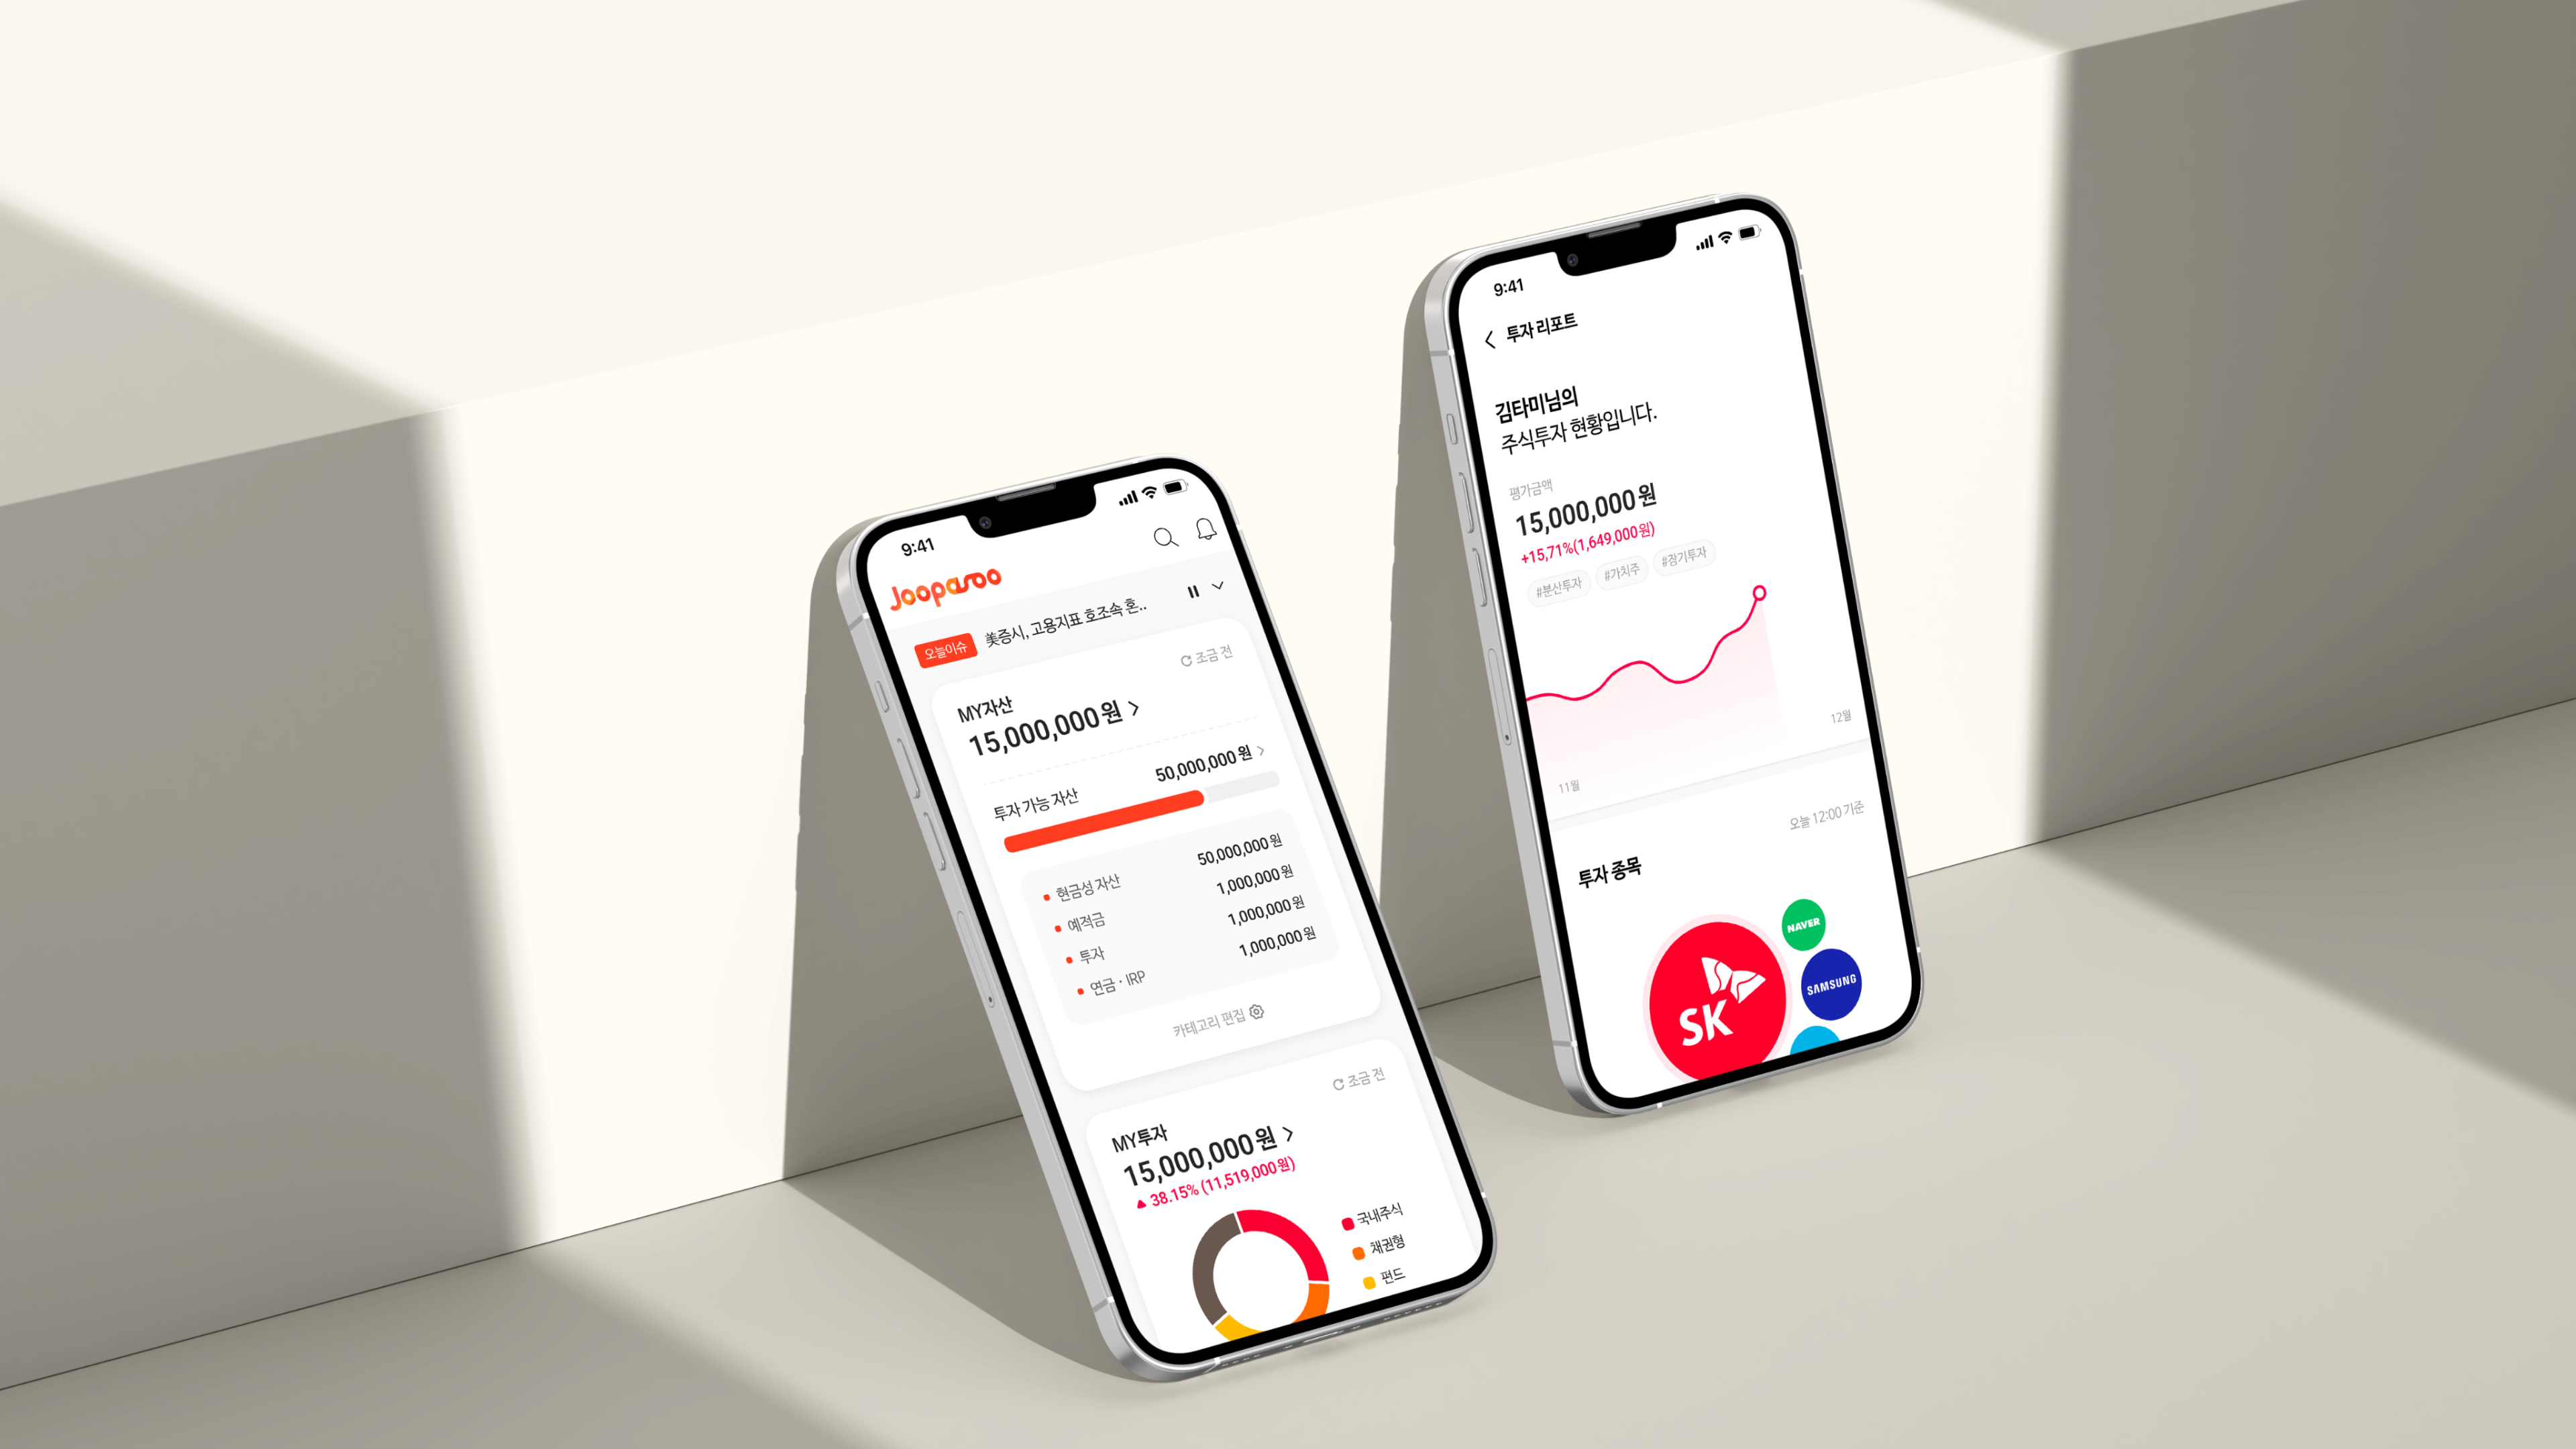 9:41
Joopasoo
오늘이슈 美증시, 고용지표 호조속 혼..
조금 전
MY자산
15,000,000원
투자 가능 자산 50,000,000원
현금성 자산 50,000,000원
예적금 1,000,000원
투자 1,000,000원
연금 · IRP 1,000,000원
카테고리 편집
조금 전
MY투자
15,000,000원
38.15% (11,519,000원)
국내주식
채권형
펀드
9:41
투자 리포트
김타미님의
주식투자 현황입니다.
평가금액
15,000,000원
+15,71%(1,649,000원)
#분산투자 #가치주 #장기투자
11월 12월
오늘 12:00 기준
투자 종목
NAVER
SAMSUNG
SK